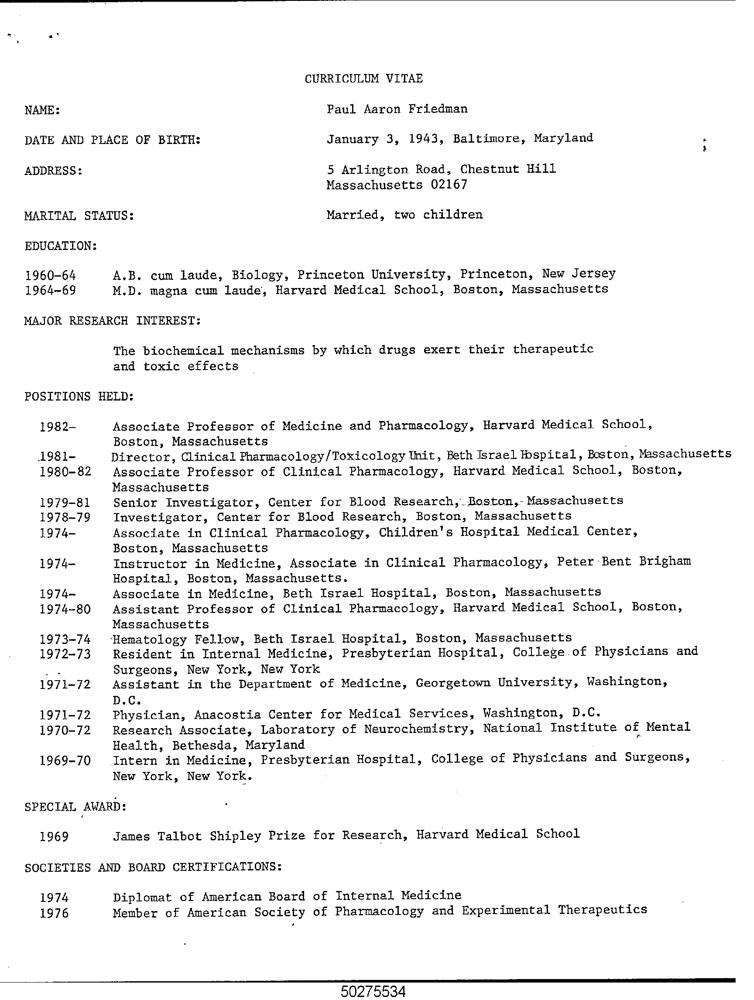 CURRICULUM VITAE
NAME: Paul Aaron Friedman
DATE AND PLACE OF BIRTH: January 3, 1943, Baltimore, Maryland
ADDRESS: 5 Arlington Road, Chestnut Hill
Massachusetts 02167
MARITAL STATUS: Married, two children
EDUCATION:
1960-64 A.B. cum laude, Biology, Princeton University, Princeton, New Jersey
1964-69 M.D. magna cum laude, Harvard Medical School, Boston, Massachusetts
MAJOR RESEARCH INTEREST:
The biochemical mechanisms by which drugs exert their therapeutic
and toxic effects
POSITIONS HELD:
1982- Associate Professor of Medicine and Pharmacology, Harvard Medical School,
Boston, Massachusetts
1981- Director, Clinical Pharmacology/Toxicology Unit, Beth Israel Hospital, Boston, Massachusetts
1980-82 Associate Professor of Clinical Pharmacology, Harvard Medical School, Boston,
Massachusetts
1979-81 Senior Investigator, Center for Blood Research, Boston, Massachusetts
1978-79 Investigator, Center for Blood Research, Boston, Massachusetts
1974- Associate in Clinical Pharmacology, Children's Hospital Medical Center,
Boston, Massachusetts
1974- Instructor in Medicine, Associate in Clinical Pharmacology, Peter Bent Brigham
Hospital, Boston, Massachusetts.
1974- Associate in Medicine, Beth Israel Hospital, Boston, Massachusetts
1974-80 Assistant Professor of Clinical Pharmacology, Harvard Medical School, Boston,
Massachusetts
1973-74 Hematology Fellow, Beth Israel Hospital, Boston, Massachusetts
1972-73 Resident in Internal Medicine, Presbyterian Hospital, College of Physicians and
Surgeons, New York, New York
1971-72 Assistant in the Department of Medicine, Georgetown University, Washington,
D.C.
1971-72 Physician, Anacostia Center for Medical Services, Washington, D.C.
1970-72 Research Associate, Laboratory of Neurochemistry, National Institute of Mental
Health, Bethesda, Maryland
1969-70 Intern in Medicine, Presbyterian Hospital, College of Physicians and Surgeons,
New York, New York.
SPECIAL AWARD:
1969 James Talbot Shipley Prize for Research, Harvard Medical School
SOCIETIES AND BOARD CERTIFICATIONS:
1974 Diplomat of American Board of Internal Medicine
1976 Member of American Society of Pharmacology and Experimental Therapeutics
50275534